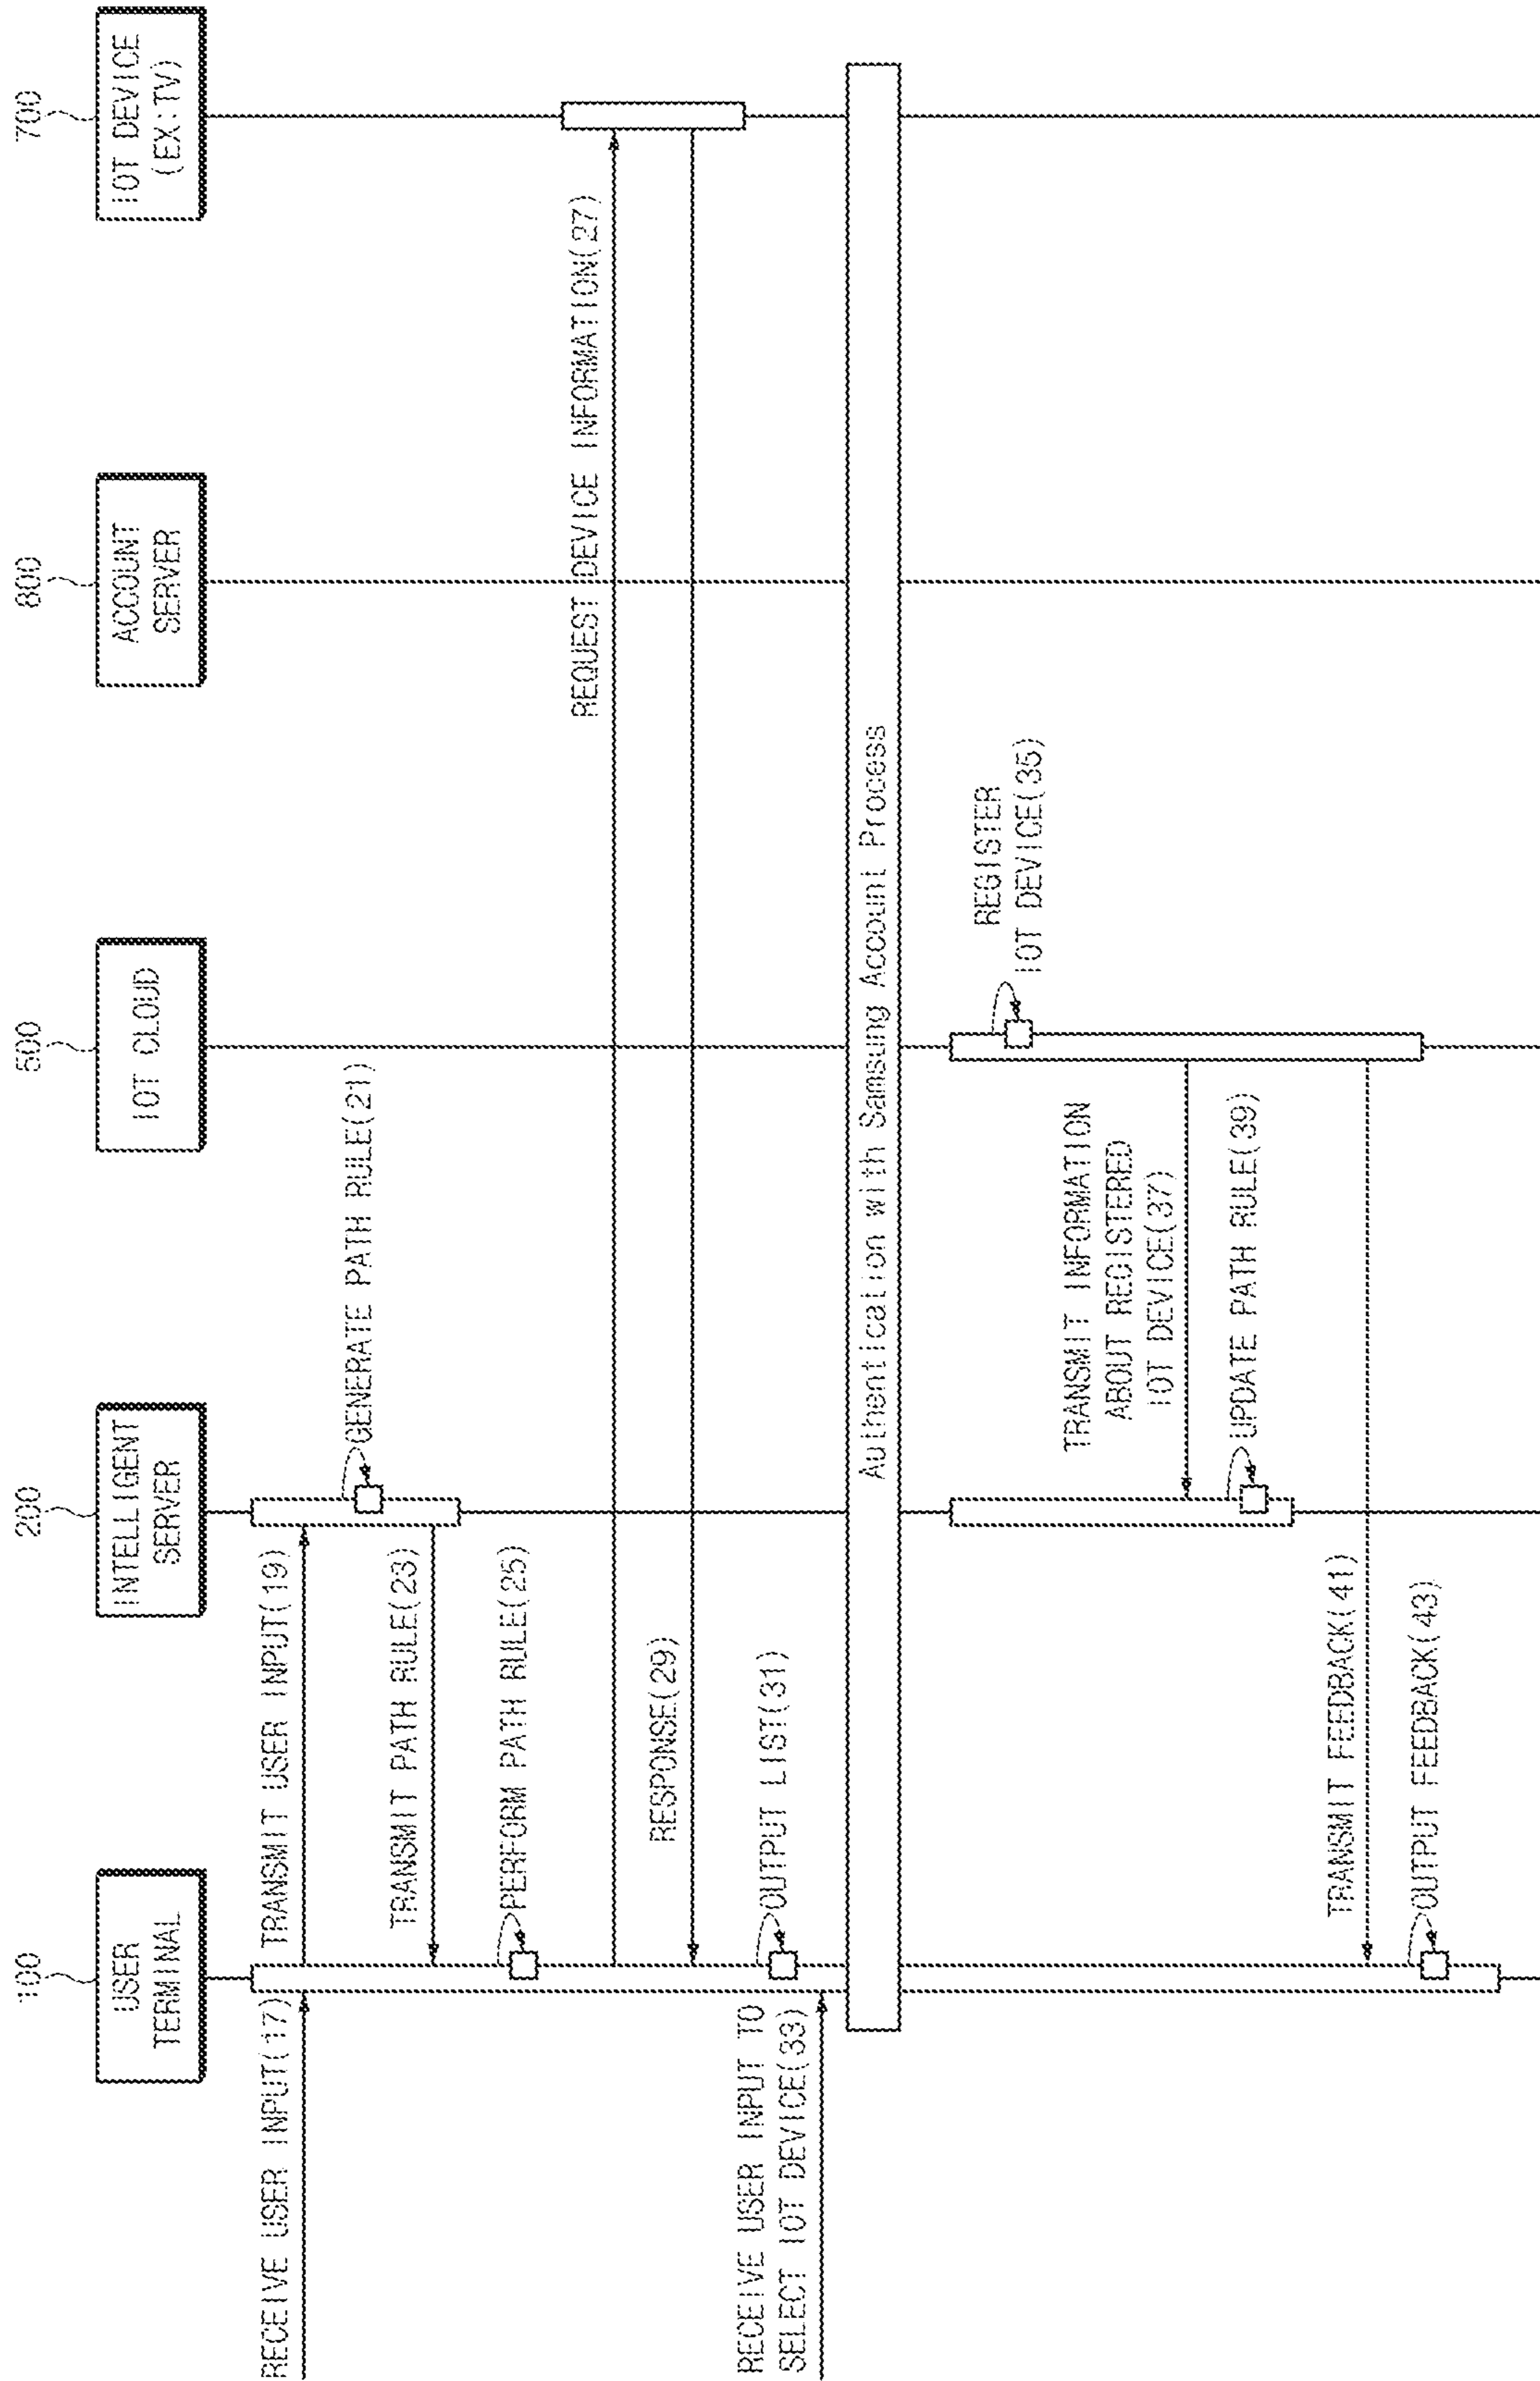 100
USER
TERMINAL
200
INTELLIGENT
SERVER
500
IOT CLOUD
800
ACCOUNT
SERVER
700
IOT DEVICE
(EX:TV)
RECEIVE USER INPUT(17)
TRANSMIT USER INPUT(19)
GENERATE PATH RULE(21)
TRANSMIT PATH RULE(23)
PERFORM PATH RULE(25)
REQUEST DEVICE INFORMATION(27)
RESPONSE(29)
OUTPUT LIST(31)
RECEIVE USER INPUT TO
SELECT IOT DEVICE(33)
Authentication with Samsung Account Process
REGISTER
IOT DEVICE(35)
TRANSMIT INFORMATION
ABOUT REGISTERED
IOT DEVICE(37)
UPDATE PATH RULE(39)
TRANSMIT FEEDBACK(41)
OUTPUT FEEDBACK(43)